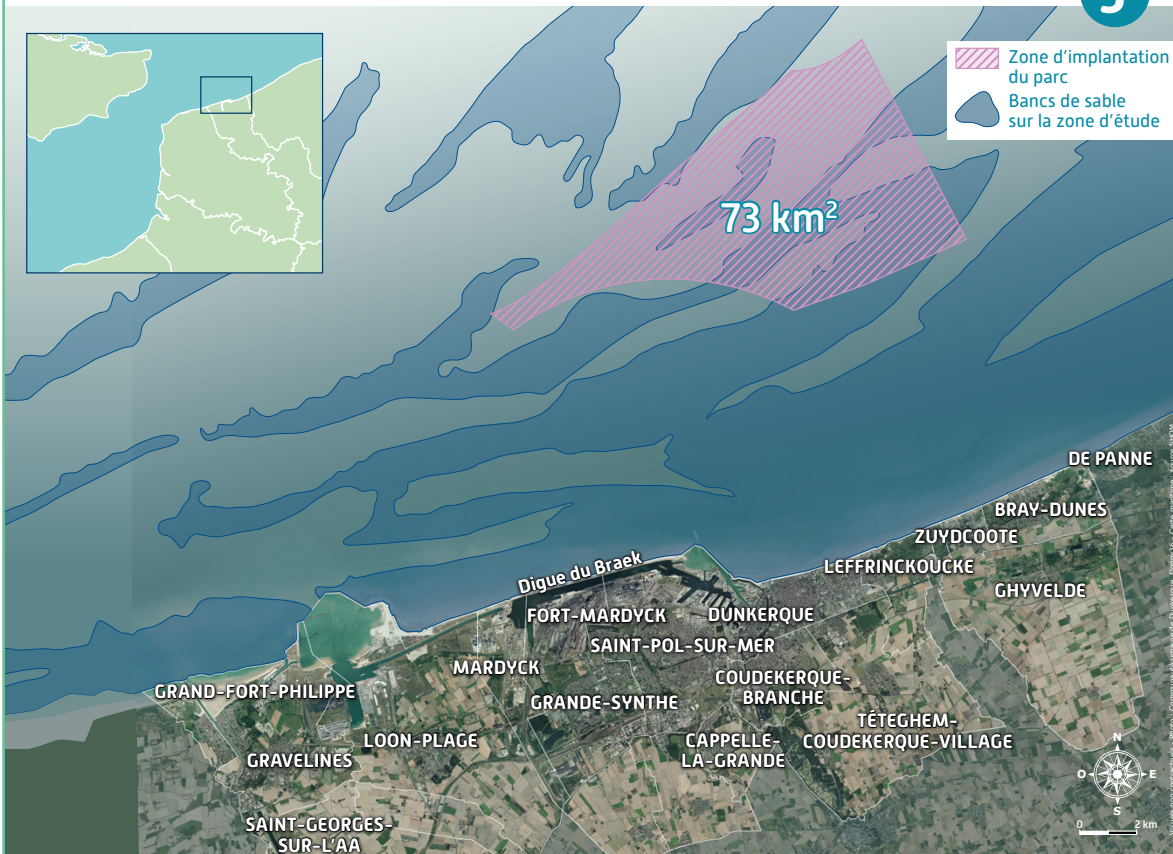 Zone d'implantation
du parc
Bancs de sable
sur la zone d'étude
73 km²
DE PANNE
BRAY-DUNES
ZUYDCOOTE
LEFFRINCKOUCKE
GHYVELDE
Digue du Braek
FORT-MARDYCK
DUNKERQUE
SAINT-POL-SUR-MER
MARDYCK
COUDEKERQUE-
BRANCHE
GRAND-FORT-PHILIPPE
GRANDE-SYNTHE
TÉTEGHEM-
COUDEKERQUE-VILLAGE
LOON-PLAGE
CAPPELLE-
LA-GRANDE
GRAVELINES
SAINT-GEORGES-
SUR-L'AA
N
O
E
S
0
2 km